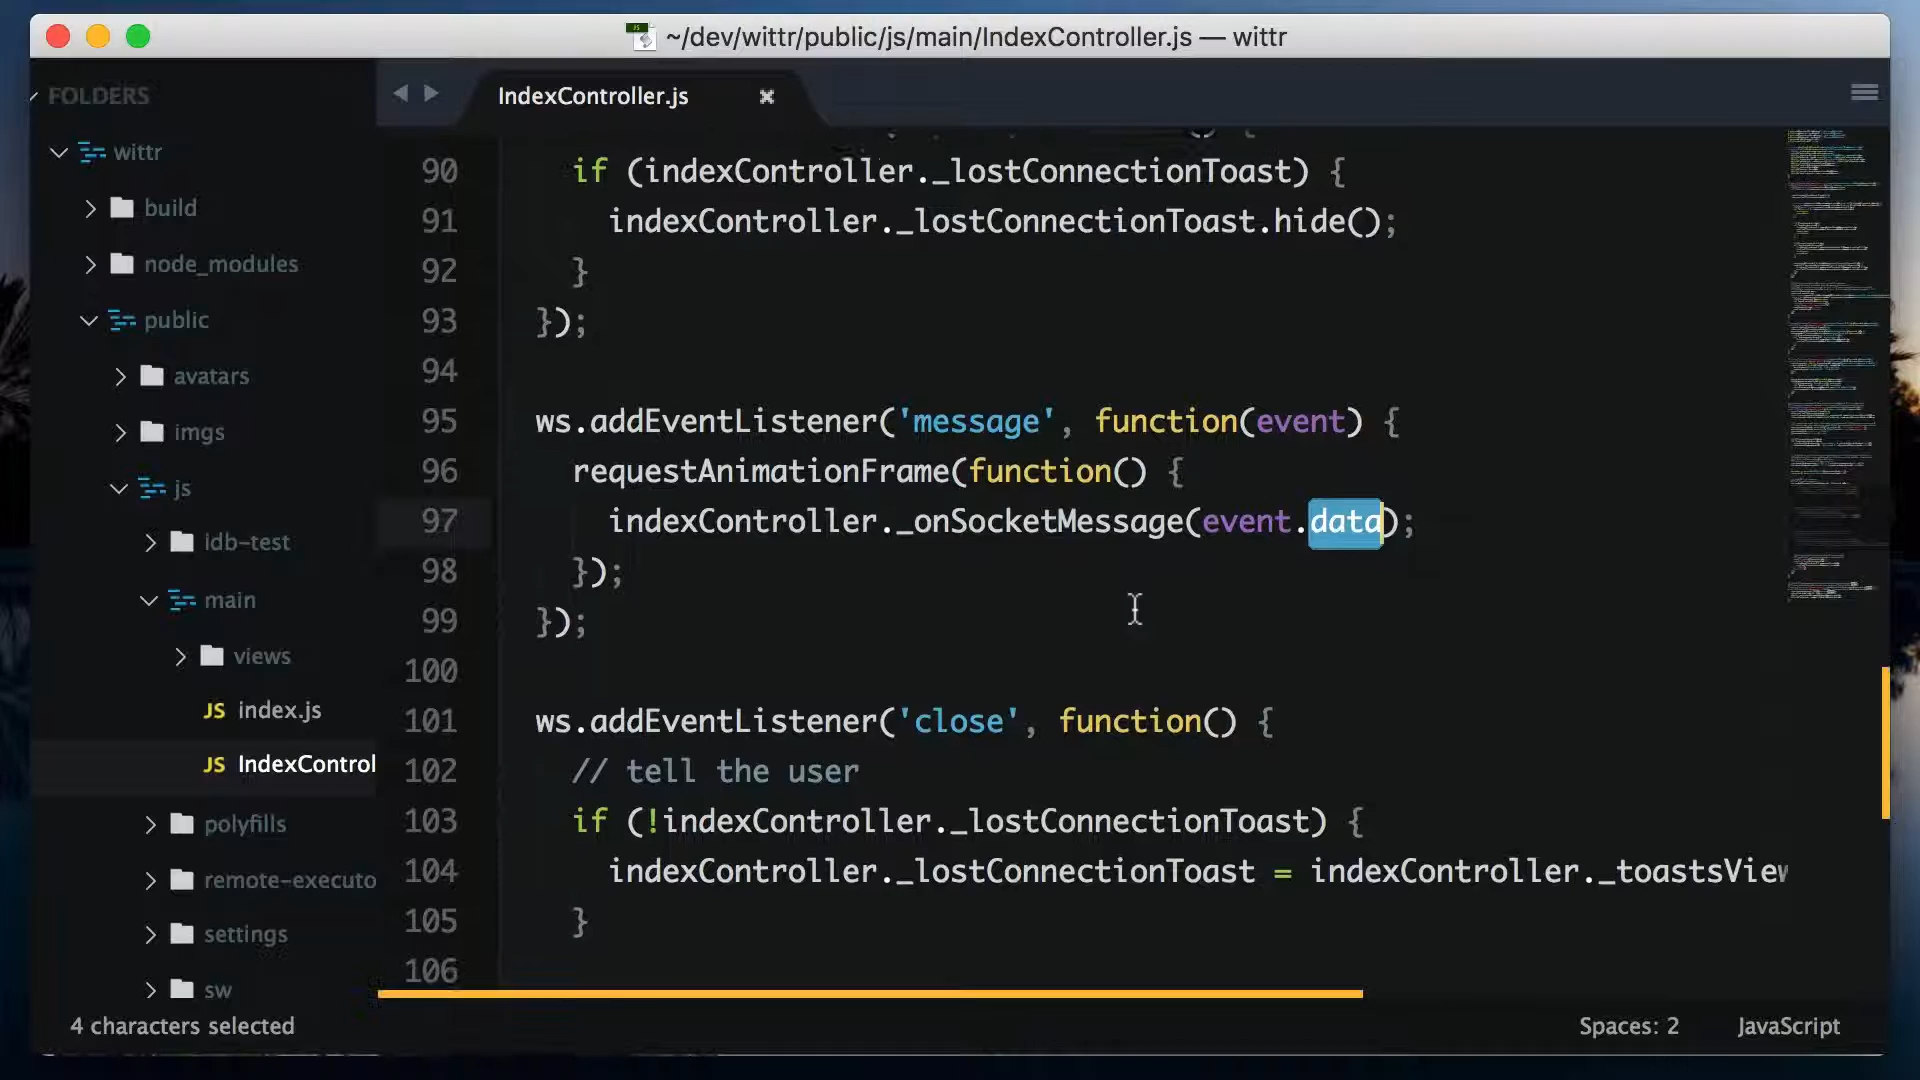 ~/dev/wittr/public/js/main/IndexController.js — wittr
FOLDERS
wittr
build
node_modules
public
avatars
imgs
js
idb-test
main
views
JS index.js
JS IndexControl
polyfills
remote-executo
settings
sw
IndexController.js
90 if (indexController._lostConnectionToast) {
91 indexController._lostConnectionToast.hide();
92 }
93 });
94
95 ws.addEventListener('message', function(event) {
96 requestAnimationFrame(function() {
97 indexController._onSocketMessage(event.data);
98 });
99 });
100
101 ws.addEventListener('close', function() {
102 // tell the user
103 if (!indexController._lostConnectionToast) {
104 indexController._lostConnectionToast = indexController._toastsView
105 }
106
4 characters selected
Spaces: 2
JavaScript